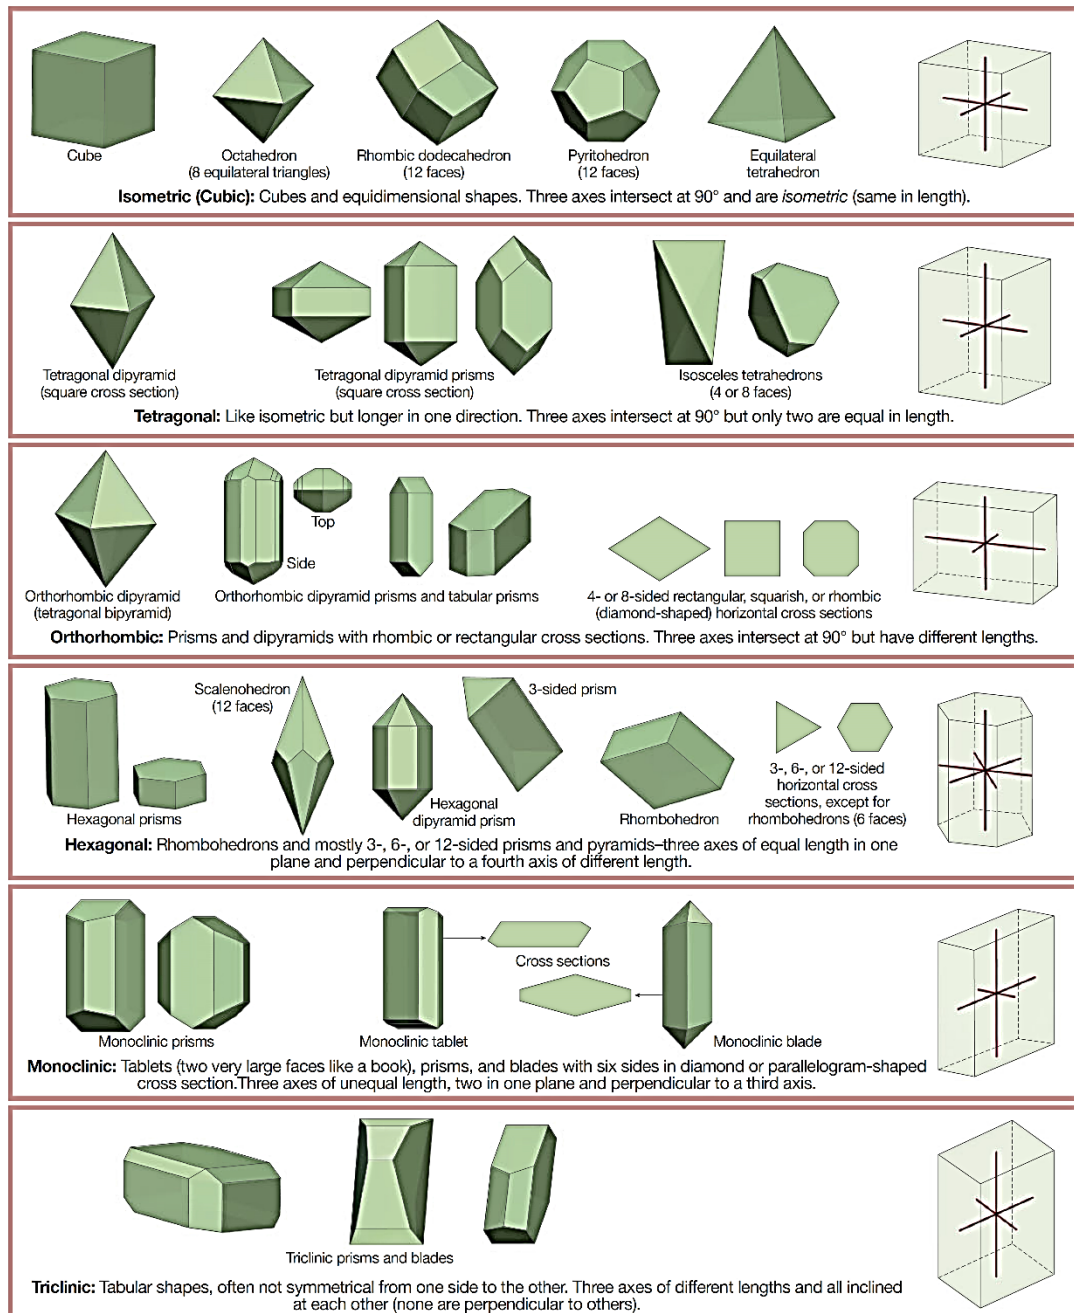 Cube
Octahedron
(8 equilateral triangles)
Rhombic dodecahedron
(12 faces)
Pyritohedron
(12 faces)
Equilateral
tetrahedron
Isometric (Cubic): Cubes and equidimensional shapes. Three axes intersect at 90° and are isometric (same in length).
Tetragonal dipyramid
(square cross section)
Tetragonal dipyramid prisms
(square cross section)
Isosceles tetrahedrons
(4 or 8 faces)
Tetragonal: Like isometric but longer in one direction. Three axes intersect at 90° but only two are equal in length.
Orthorhombic dipyramid
(tetragonal bipyramid)
Top
Side
Orthorhombic dipyramid prisms and tabular prisms
4- or 8-sided rectangular, squarish, or rhombic
(diamond-shaped) horizontal cross sections
Orthorhombic: Prisms and dipyramids with rhombic or rectangular cross sections. Three axes intersect at 90° but have different lengths.
Hexagonal prisms
Scalenohedron
(12 faces)
Hexagonal
dipyramid prism
3-sided prism
Rhombohedron
3-, 6-, or 12-sided
horizontal cross
sections, except for
rhombohedrons (6 faces)
Hexagonal: Rhombohedrons and mostly 3-, 6-, or 12-sided prisms and pyramids–three axes of equal length in one
plane and perpendicular to a fourth axis of different length.
Monoclinic prisms
Monoclinic tablet
Cross sections
Monoclinic blade
Monoclinic: Tablets (two very large faces like a book), prisms, and blades with six sides in diamond or parallelogram-shaped
cross section.Three axes of unequal length, two in one plane and perpendicular to a third axis.
Triclinic prisms and blades
Triclinic: Tabular shapes, often not symmetrical from one side to the other. Three axes of different lengths and all inclined
at each other (none are perpendicular to others).